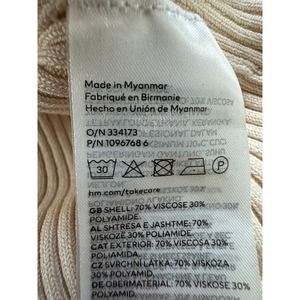 Made in Myanmar
Fabriqué en Birmanie
Hecho en Unión de Myanmar
O/N 334173
P/N 1096768 6
30
P
hm.com/takecare
GB SHELL: 70% VISCOSE 30%
POLYAMIDE.
AL SHTRESA E JASHTME: 70%
VISKOZË 30% POLIAMIDE.
CAT EXTERIOR: 70% VISCOSA
30% POLIAMIDA.
CZ SVRCHNÍ LÁTKA: 70% VISKÓZA
30% POLYAMID.
DE OBERMATERIAL: 70% VISKOSE
30% POLYAMID.